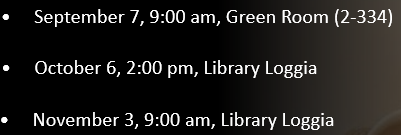 • September 7, 9:00 am, Green Room (2-334)
• October 6, 2:00 pm, Library Loggia
• November 3, 9:00 am, Library Loggia